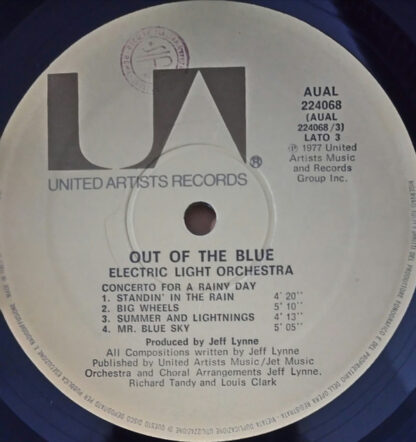 UA
®
UNITED ARTISTS RECORDS
AUAL
224068
(AUAL
224068/3)
LATO 3
℗ 1977 United
Artists Music
and Records
Group Inc.
OUT OF THE BLUE
ELECTRIC LIGHT ORCHESTRA
CONCERTO FOR A RAINY DAY
1. STANDIN' IN THE RAIN 4' 20''
2. BIG WHEELS 5' 10''
3. SUMMER AND LIGHTNINGS 4' 13''
4. MR. BLUE SKY 5' 05''
Produced by Jeff Lynne
All Compositions written by Jeff Lynne
Published by United Artists Music/Jet Music
Orchestra and Choral Arrangements Jeff Lynne,
Richard Tandy and Louis Clark